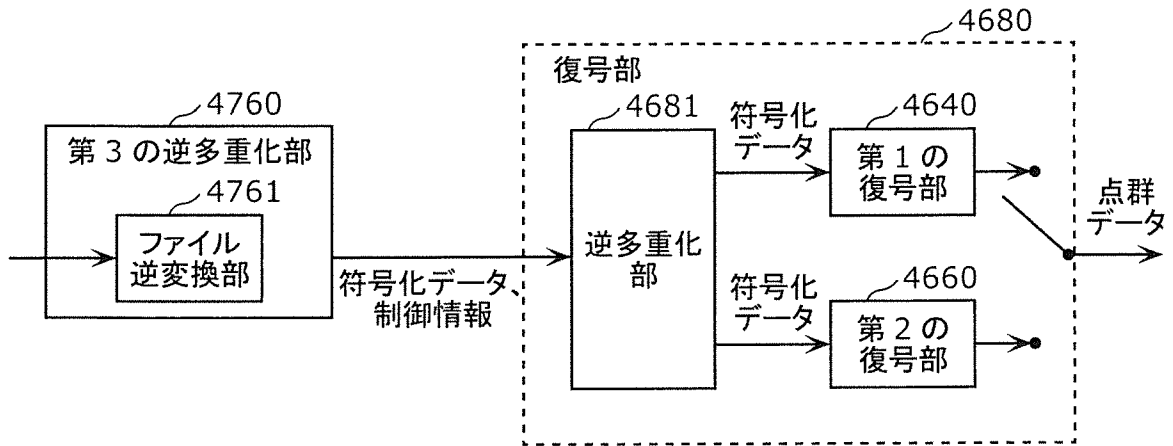 4680
復号部
4760
第3の逆多重化部
4761
ファイル
逆変換部
符号化データ、
制御情報
4681
逆多重化
部
符号化
データ
4640
第1の
復号部
符号化
データ
4660
第2の
復号部
点群
データ